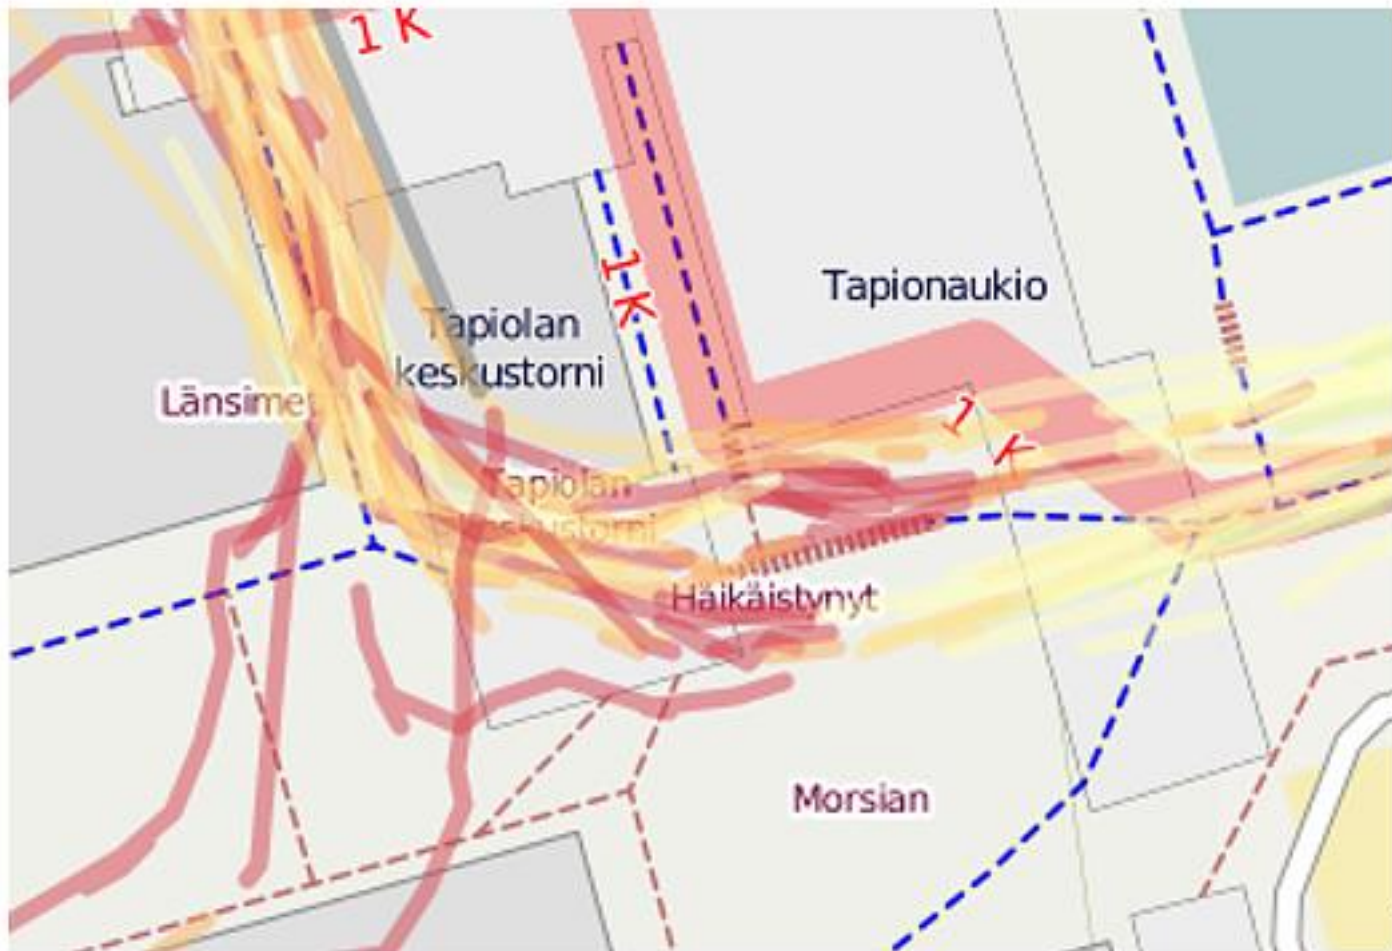 1 K
1 K
Tapionaukio
Tapiolan
keskustorni
Länsime
1 K
Tapiolan
keskustorni
Häikäistynyt
Morsian